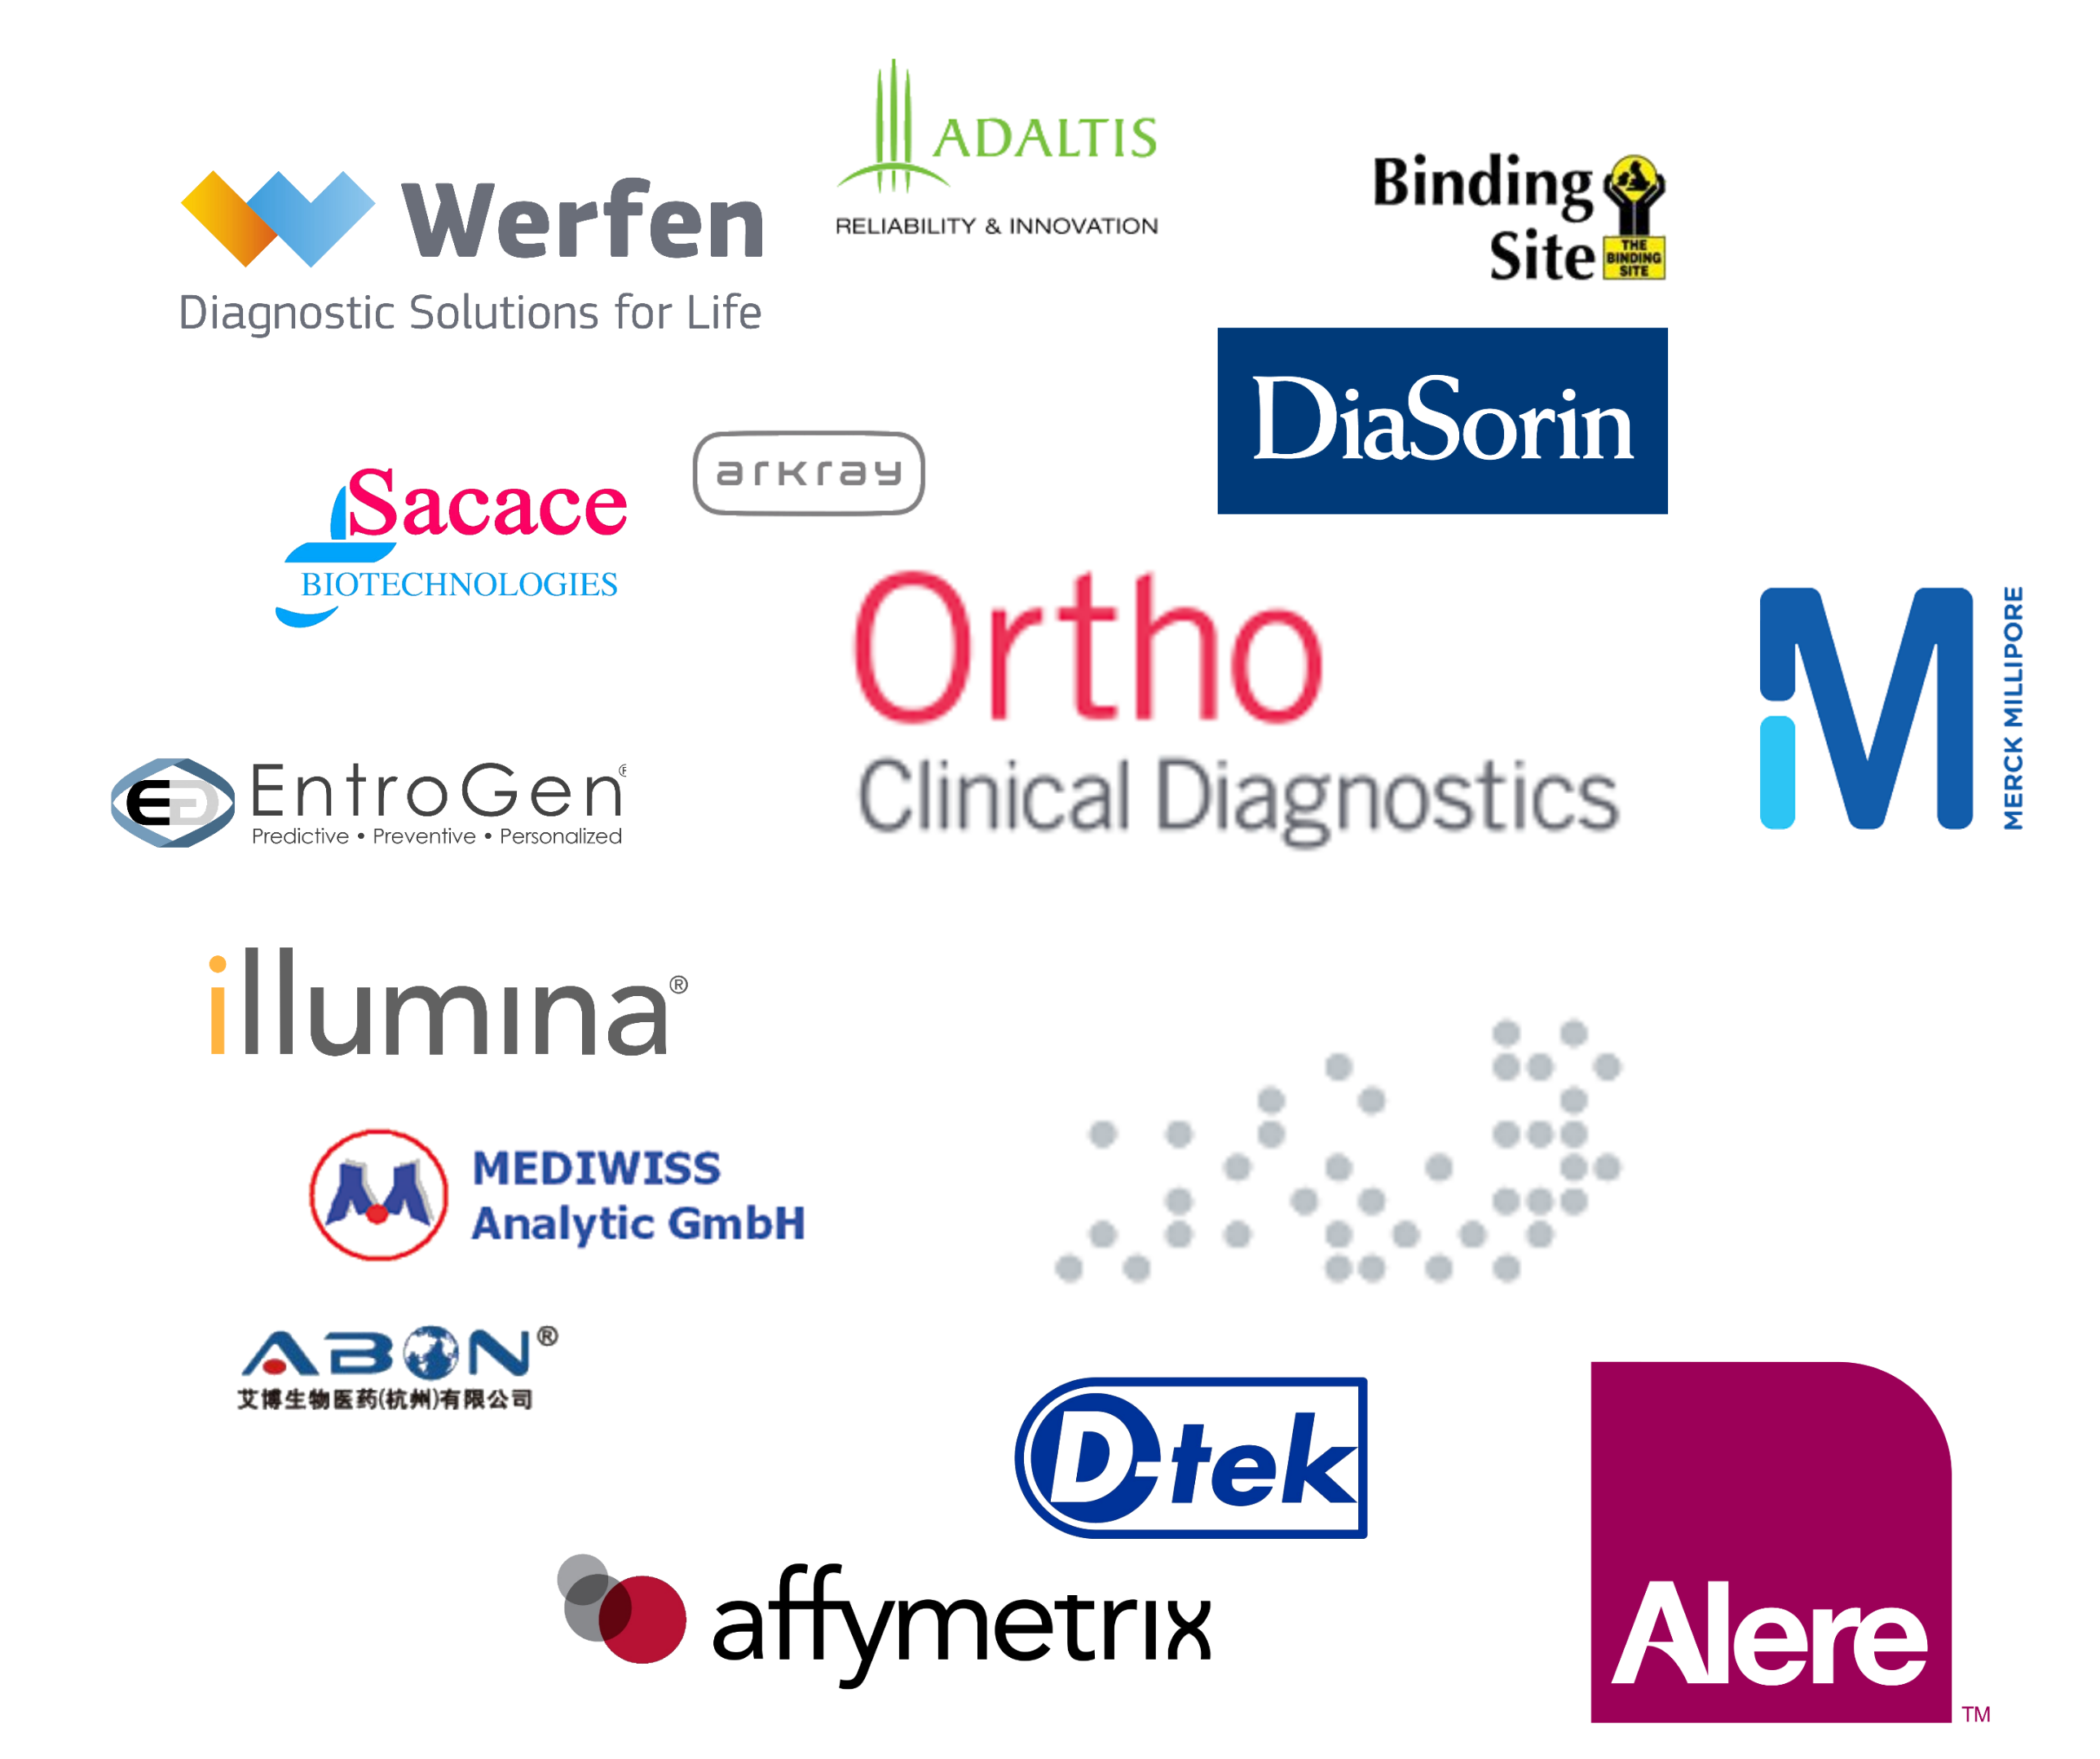 ADALTIS
RELIABILITY & INNOVATION
Binding
Site
THE
BINDING
SITE
Werfen
Diagnostic Solutions for Life
DiaSorin
arkray
Sacace
BIOTECHNOLOGIES
Ortho
Clinical Diagnostics
MERCK MILLIPORE
EntroGen®
Predictive • Preventive • Personalized
illumina®
MEDIWISS
Analytic GmbH
ABON®
艾博生物医药(杭州)有限公司
D-tek
affymetrix
Alere
TM